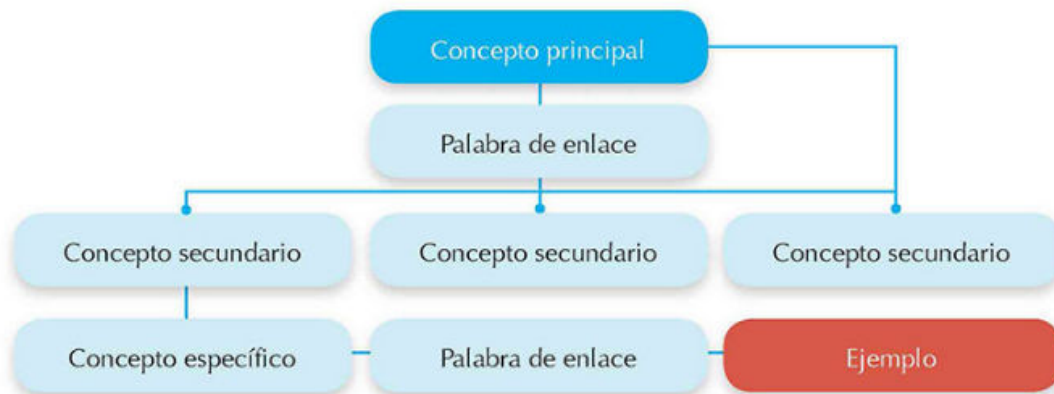 Concepto principal
Palabra de enlace
Concepto secundario
Concepto secundario
Concepto secundario
Concepto específico
Palabra de enlace
Ejemplo